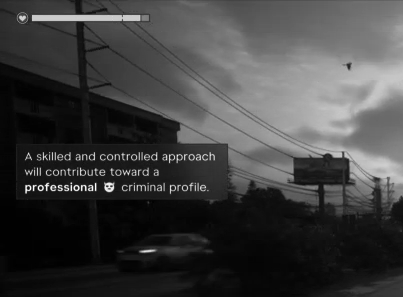 A skilled and controlled approach
will contribute toward a
professional criminal profile.